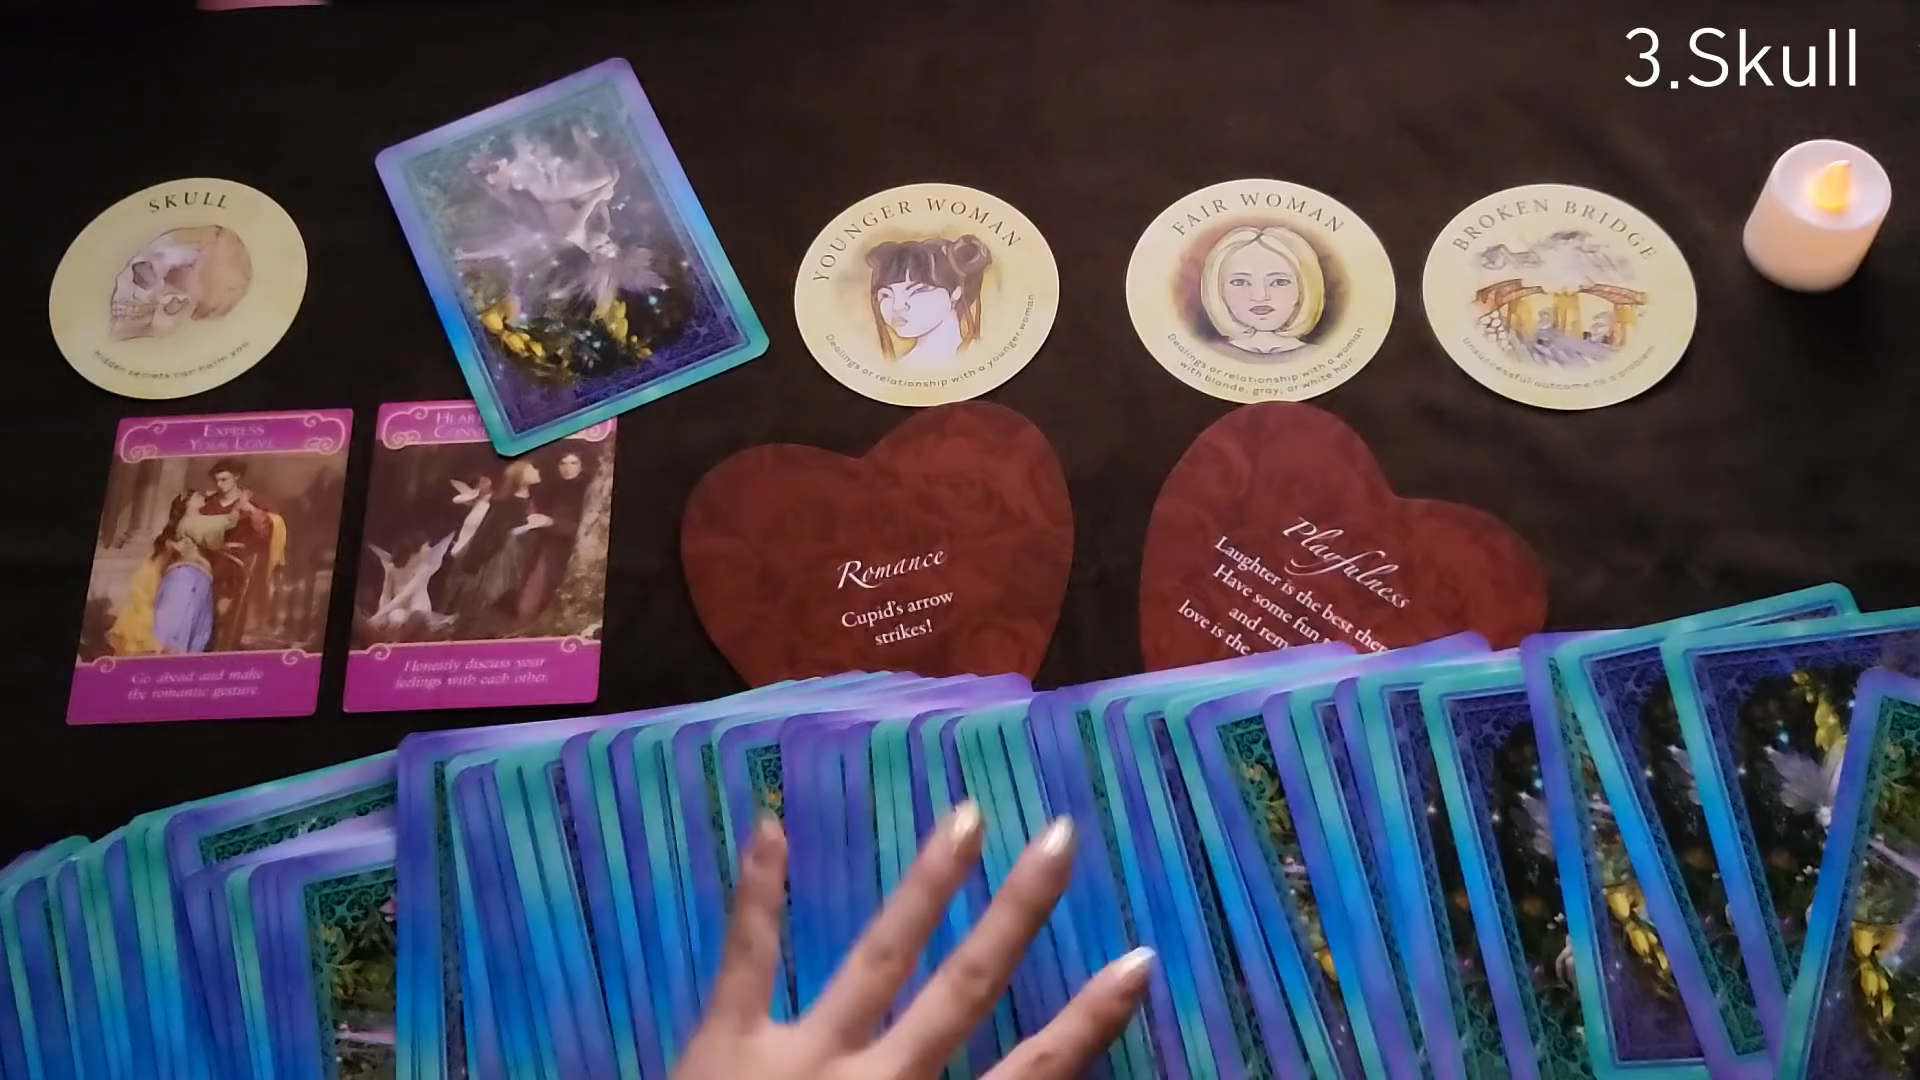 3.Skull
SKULL
Hidden secrets can harm you
YOUNGER WOMAN
Dealings or relationship with a younger woman
FAIR WOMAN
Dealings or relationship with a woman
with blonde, gray, or white hair
BROKEN BRIDGE
Unsuccessful outcome to a problem
EXPRESS
YOUR LOVE
Go ahead and make
the romantic gesture.
Honestly discuss your
feelings with each other.
Romance
Cupid's arrow
strikes!
Playfulness
Laughter is the best
Have some fun
and
love is the